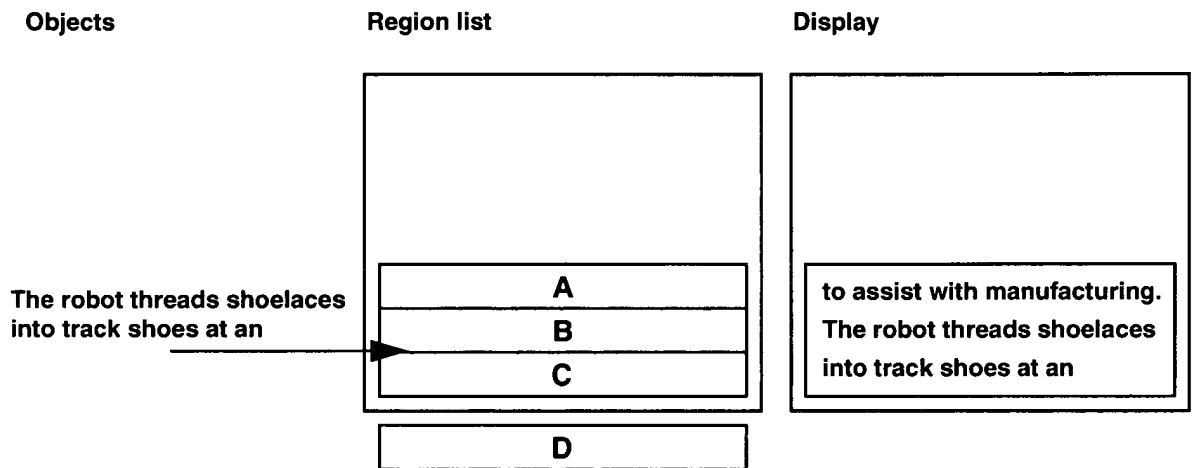 Objects
Region list
Display
The robot threads shoelaces
into track shoes at an
A
B
C
D
to assist with manufacturing.
The robot threads shoelaces
into track shoes at an